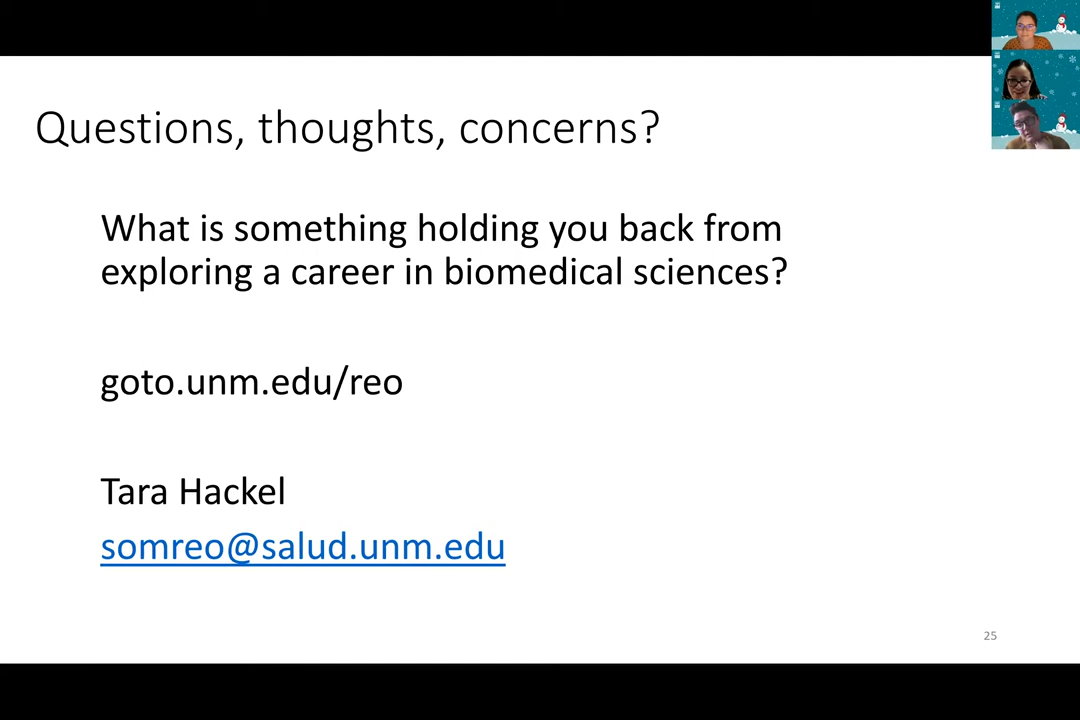 Questions, thoughts, concerns?
What is something holding you back from
exploring a career in biomedical sciences?
goto.unm.edu/reo
Tara Hackel
somreo@salud.unm.edu
25